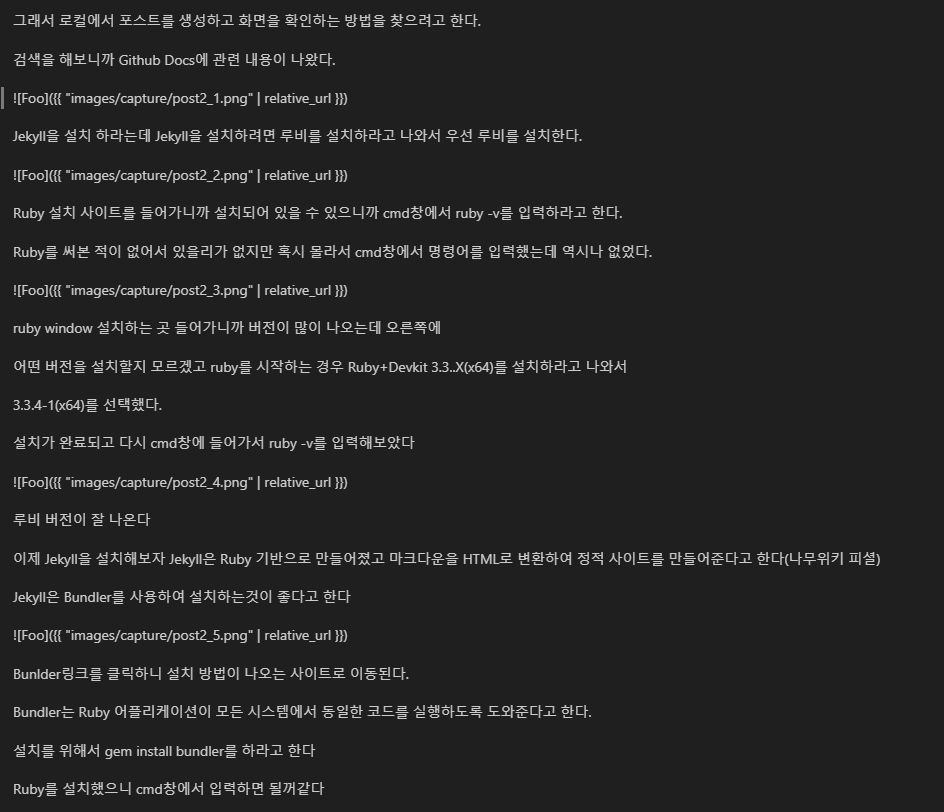 그래서 로컬에서 포스트를 생성하고 화면을 확인하는 방법을 찾으려고 한다.
검색을 해보니까 Github Docs에 관련 내용이 나왔다.
![Foo]({{ "images/capture/post2_1.png" | relative_url }})
Jekyll을 설치 하라는데 Jekyll을 설치하려면 루비를 설치하라고 나와서 우선 루비를 설치한다.
![Foo]({{ "images/capture/post2_2.png" | relative_url }})
Ruby 설치 사이트를 들어가니까 설치되어 있을 수 있으니까 cmd창에서 ruby -v를 입력하라고 한다.
Ruby를 써본 적이 없어서 있을리가 없지만 혹시 몰라서 cmd창에서 명령어를 입력했는데 역시나 없었다.
![Foo]({{ "images/capture/post2_3.png" | relative_url }})
ruby window 설치하는 곳 들어가니까 버전이 많이 나오는데 오른쪽에
어떤 버전을 설치할지 모르겠고 ruby를 시작하는 경우 Ruby+Devkit 3.3..X(x64)를 설치하라고 나와서
3.3.4-1(x64)를 선택했다.
설치가 완료되고 다시 cmd창에 들어가서 ruby -v를 입력해보았다
![Foo]({{ "images/capture/post2_4.png" | relative_url }})
루비 버전이 잘 나온다
이제 Jekyll을 설치해보자 Jekyll은 Ruby 기반으로 만들어졌고 마크다운을 HTML로 변환하여 정적 사이트를 만들어준다고 한다(나무위키 피셜)
Jekyll은 Bundler를 사용하여 설치하는것이 좋다고 한다
![Foo]({{ "images/capture/post2_5.png" | relative_url }})
Bunlder링크를 클릭하니 설치 방법이 나오는 사이트로 이동된다.
Bundler는 Ruby 어플리케이션이 모든 시스템에서 동일한 코드를 실행하도록 도와준다고 한다.
설치를 위해서 gem install bundler를 하라고 한다
Ruby를 설치했으니 cmd창에서 입력하면 될꺼같다